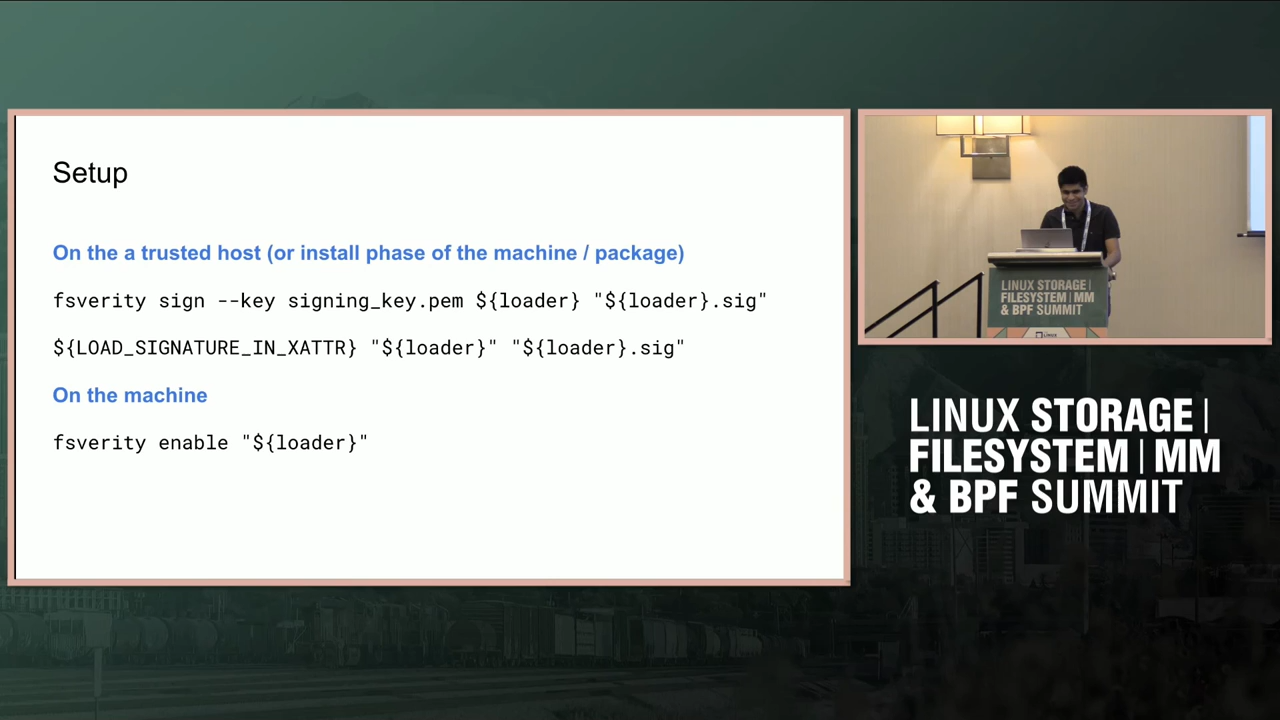 Setup
On the a trusted host (or install phase of the machine / package)
fsverity sign --key signing_key.pem ${loader} "${loader}.sig"
${LOAD_SIGNATURE_IN_XATTR} "${loader}" "${loader}.sig"
On the machine
fsverity enable "${loader}"
LINUX STORAGE |
FILESYSTEM | MM
& BPF SUMMIT
LINUX
LINUX STORAGE |
FILESYSTEM | MM
& BPF SUMMIT